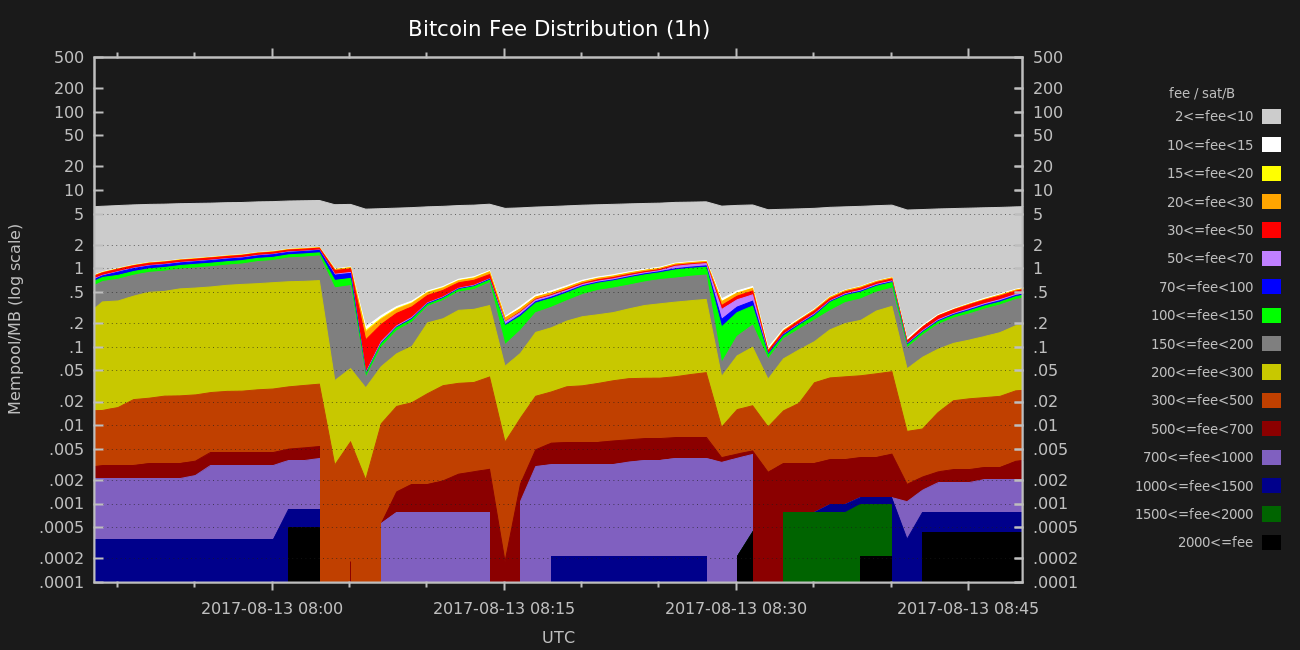 Bitcoin Fee Distribution (1h)
500 500
200 200
100 100
50 50
20 20
10 10
5 5
2 2
1 1
.5 .5
.2 .2
.1 .1
.05 .05
.02 .02
.01 .01
.005 .005
.002 .002
.001 .001
.0005 .0005
.0002 .0002
.0001 .0001
Mempool/MB (log scale)
2017-08-13 08:00 2017-08-13 08:15 2017-08-13 08:30 2017-08-13 08:45
UTC
fee / sat/B
2<=fee<10
10<=fee<15
15<=fee<20
20<=fee<30
30<=fee<50
50<=fee<70
70<=fee<100
100<=fee<150
150<=fee<200
200<=fee<300
300<=fee<500
500<=fee<700
700<=fee<1000
1000<=fee<1500
1500<=fee<2000
2000<=fee